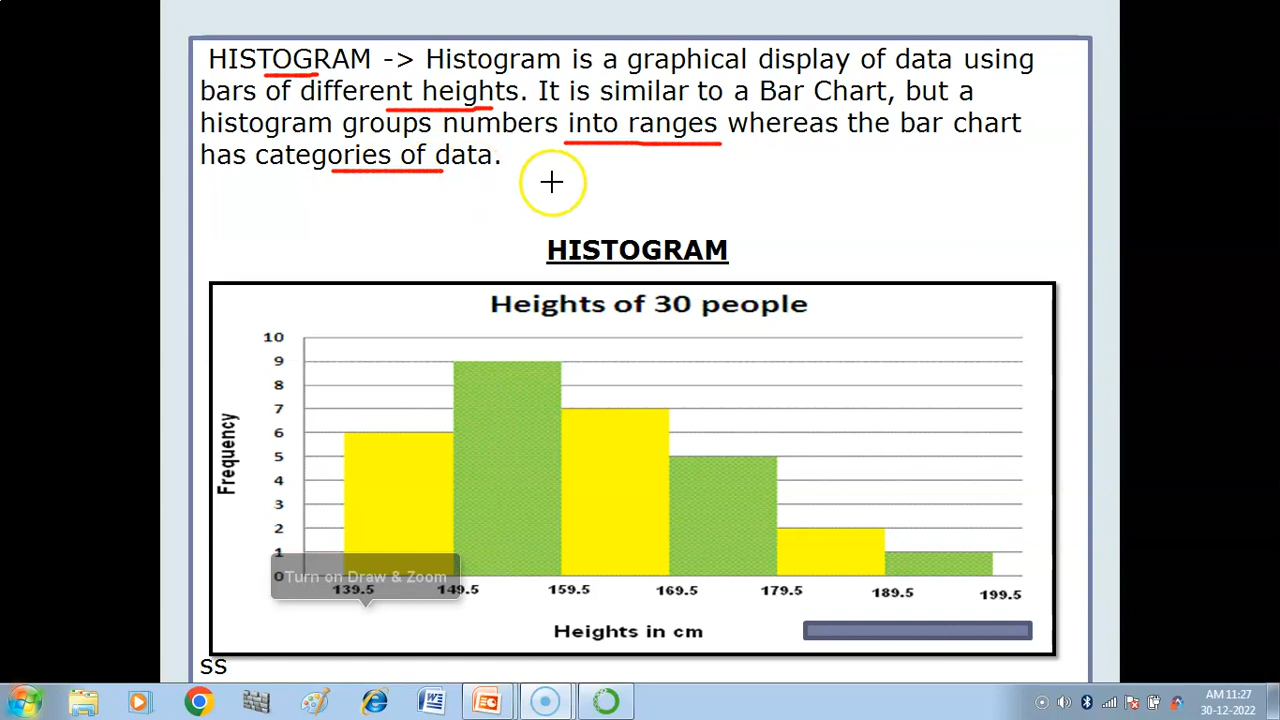 HISTOGRAM -> Histogram is a graphical display of data using
bars of different heights. It is similar to a Bar Chart, but a
histogram groups numbers into ranges whereas the bar chart
has categories of data.
HISTOGRAM
Heights of 30 people
10
9
8
7
6
5
4
3
2
1
0
Frequency
Turn on Draw & Zoom
139.5 149.5 159.5 169.5 179.5 189.5 199.5
Heights in cm
ss
AM 11:27
30-12-2022